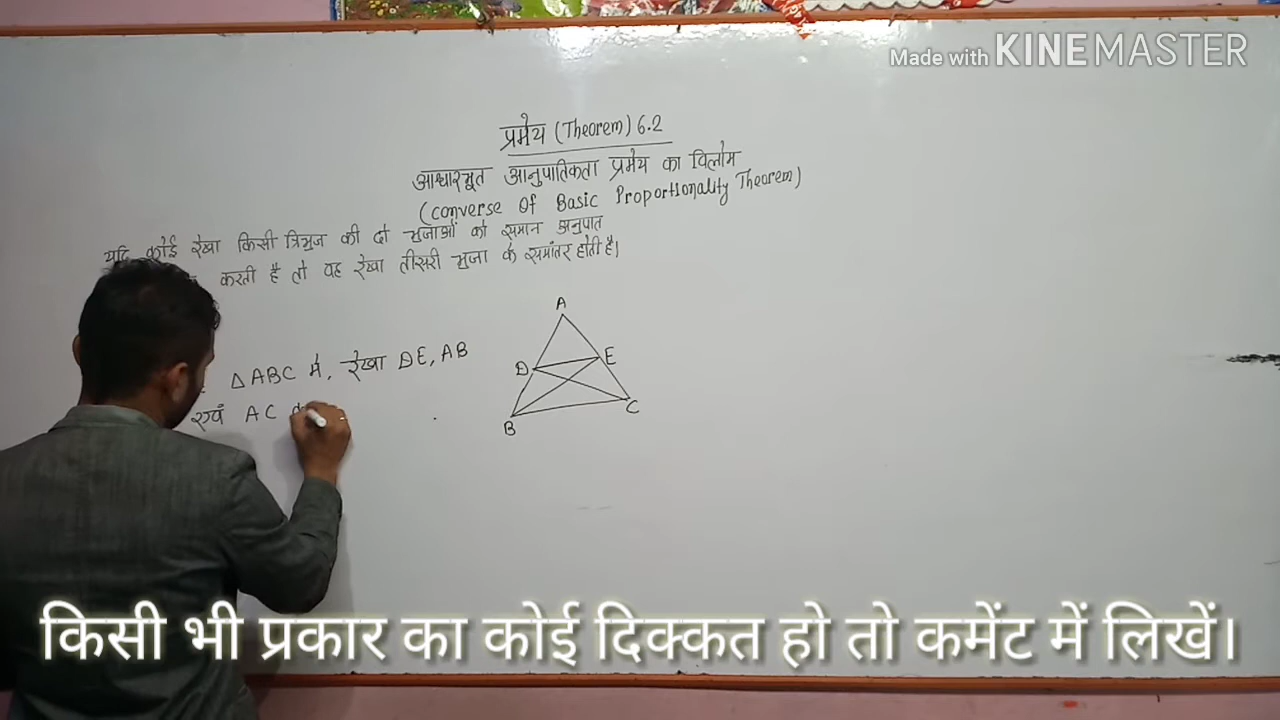 Made with KINEMASTER
प्रमेय (Theorem) 6.2
आधारभूत आनुपातिकता प्रमेय का विलोम
(converse Of Basic Proportionality Theorem)
यदि कोई रेखा किसी त्रिभुज की दो भुजाओं को समान अनुपात
करती है तो वह रेखा तीसरी भुजा के समांतर होती है।
△ABC में, रेखा DE, AB
एवं AC
A
D
E
B
C
किसी भी प्रकार का कोई दिक्कत हो तो कमेंट में लिखें।